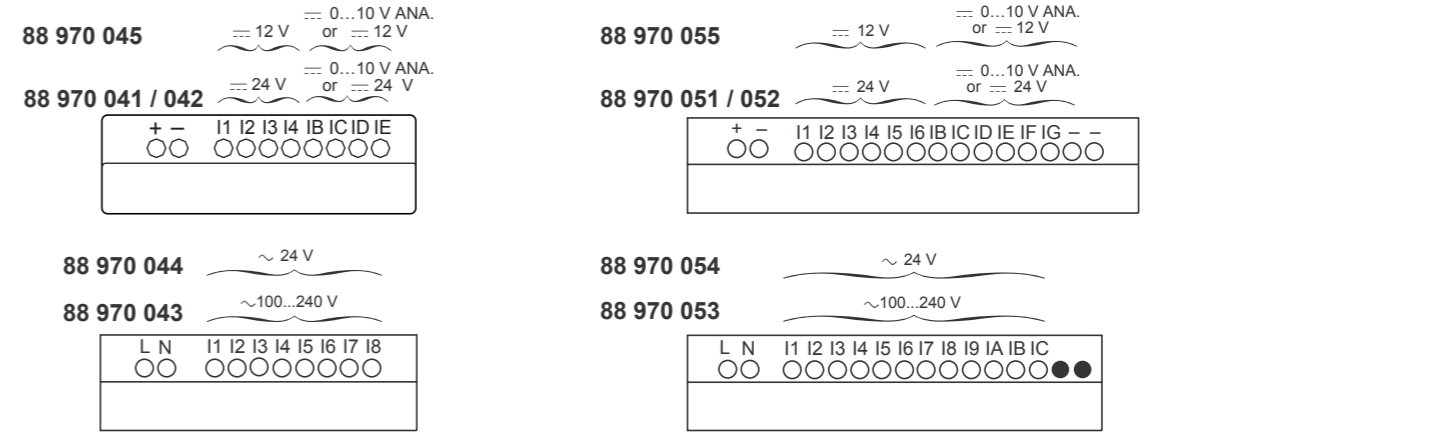 ⎓ 0...10 V ANA.
88 970 045 ⎓ 12 V or ⎓ 12 V
⎓ 0...10 V ANA.
88 970 041 / 042 ⎓ 24 V or ⎓ 24 V
+ – I1 I2 I3 I4 IB IC ID IE
⎓ 0...10 V ANA.
88 970 055 ⎓ 12 V or ⎓ 12 V
⎓ 0...10 V ANA.
88 970 051 / 052 ⎓ 24 V or ⎓ 24 V
+ – I1 I2 I3 I4 I5 I6 IB IC ID IE IF IG – –
88 970 044 ~ 24 V
88 970 043 ~100...240 V
L N I1 I2 I3 I4 I5 I6 I7 I8
88 970 054 ~ 24 V
88 970 053 ~100...240 V
L N I1 I2 I3 I4 I5 I6 I7 I8 I9 IA IB IC